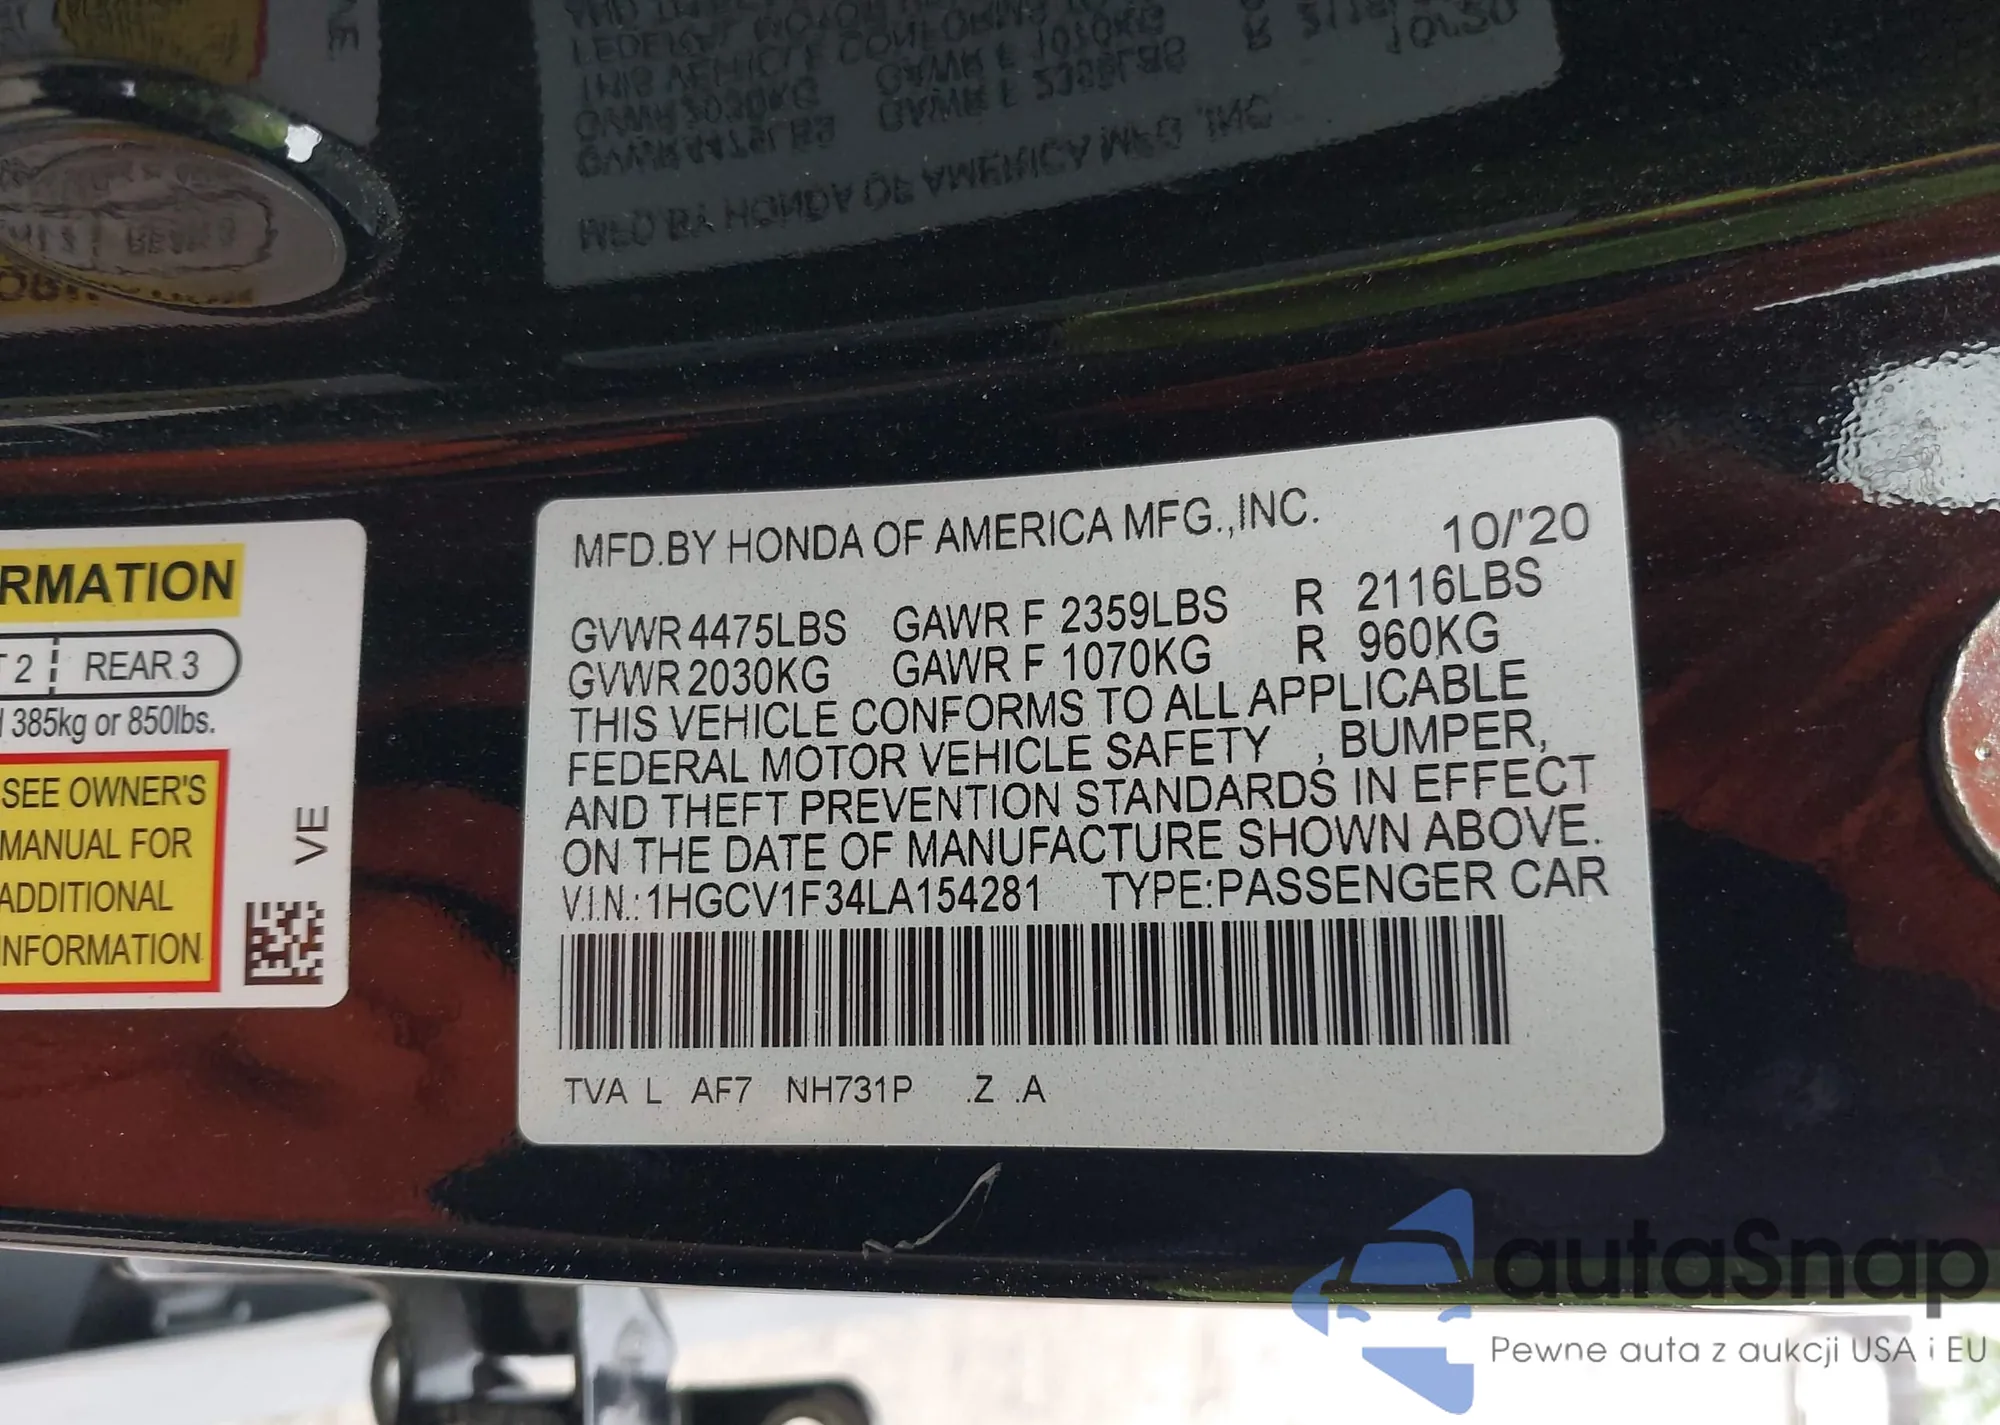 MFD.BY HONDA OF AMERICA MFG.,INC.
10/'20
GVWR 4475LBS GAWR F 2359LBS R 2116LBS
GVWR 2030KG GAWR F 1070KG R 960KG
THIS VEHICLE CONFORMS TO ALL APPLICABLE
FEDERAL MOTOR VEHICLE SAFETY , BUMPER,
AND THEFT PREVENTION STANDARDS IN EFFECT
ON THE DATE OF MANUFACTURE SHOWN ABOVE.
V.I.N.:1HGCV1F34LA154281 TYPE:PASSENGER CAR
TVA L AF7 NH731P .Z .A
RMATION
T 2 REAR 3
385kg or 850lbs.
SEE OWNER'S
MANUAL FOR
ADDITIONAL
INFORMATION
VE
autaSnap
Pewne auta z aukcji USA i EU